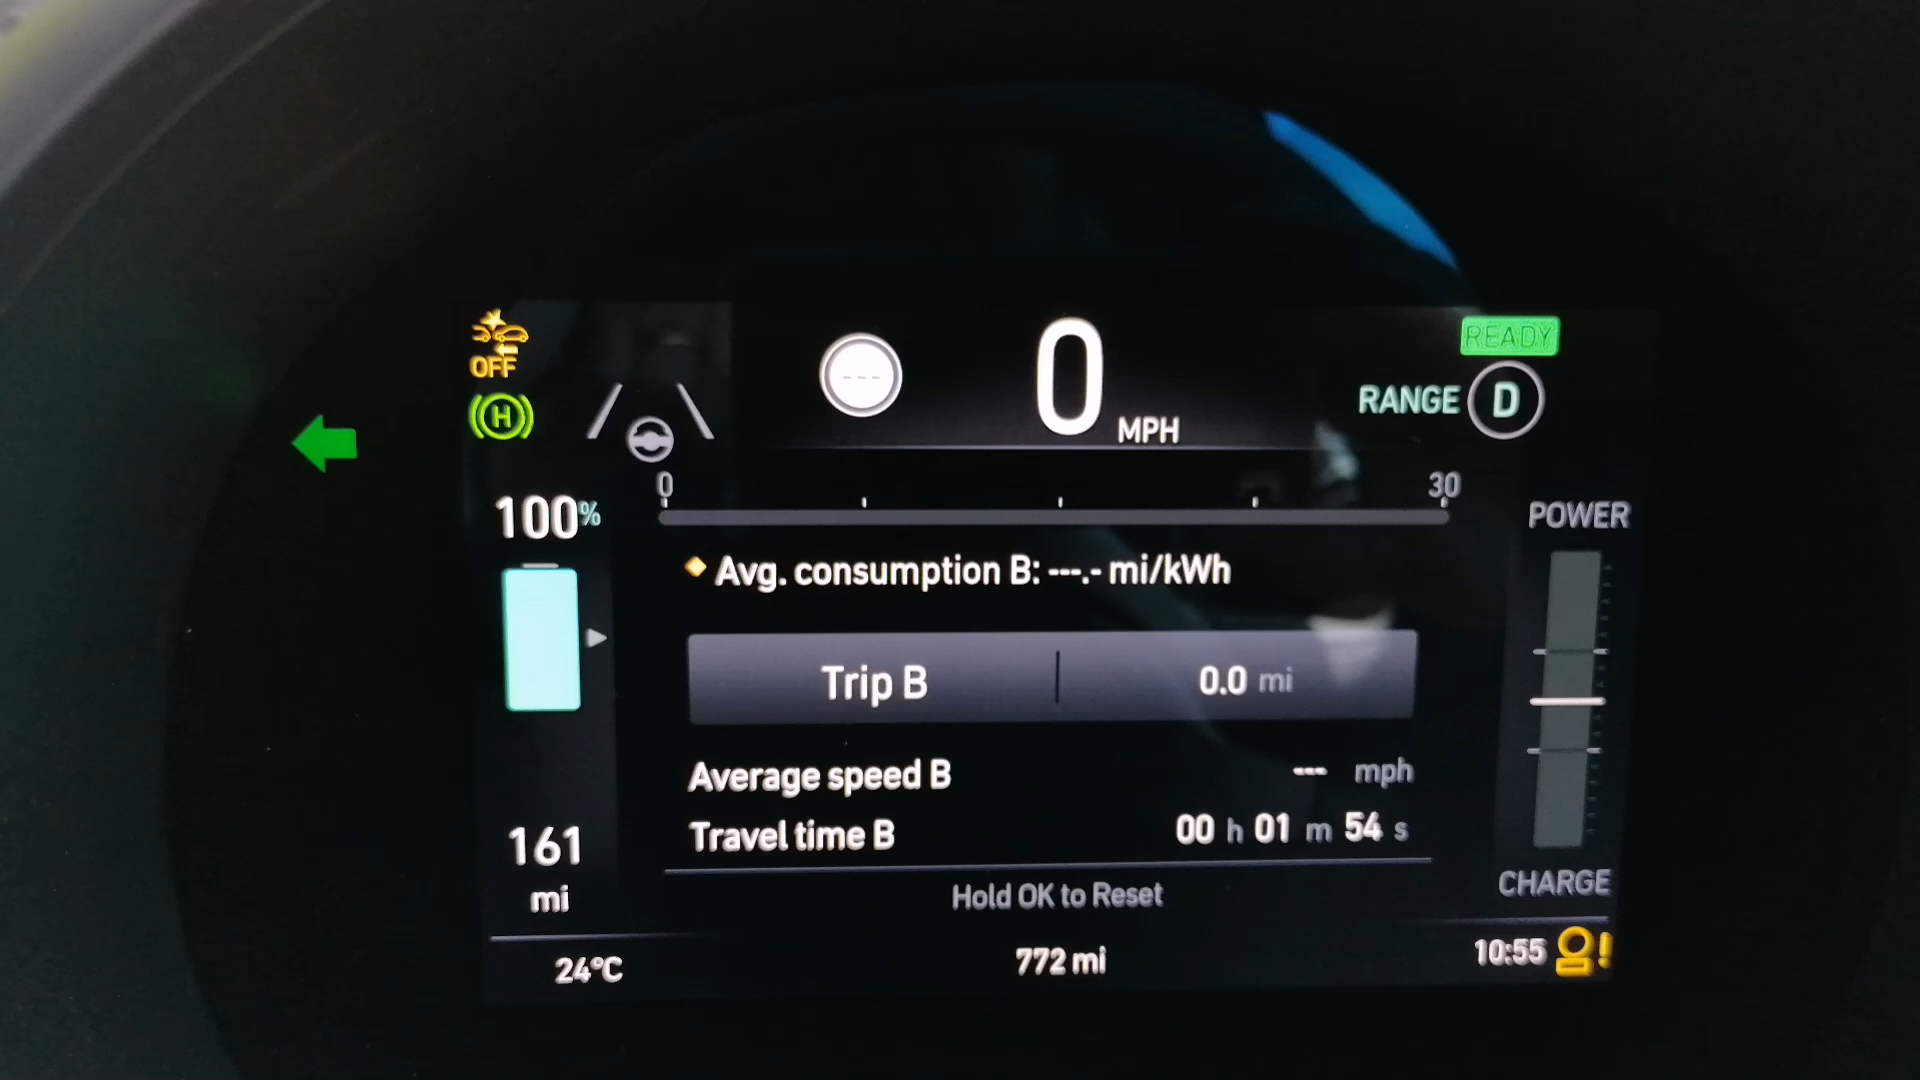 OFF
H
---
0 MPH
READY
RANGE D
100%
0 30
POWER
Avg. consumption B: ---.- mi/kWh
Trip B 0.0 mi
Average speed B --- mph
Travel time B 00 h 01 m 54 s
161
mi
CHARGE
Hold OK to Reset
24°C 772 mi 10:55 !